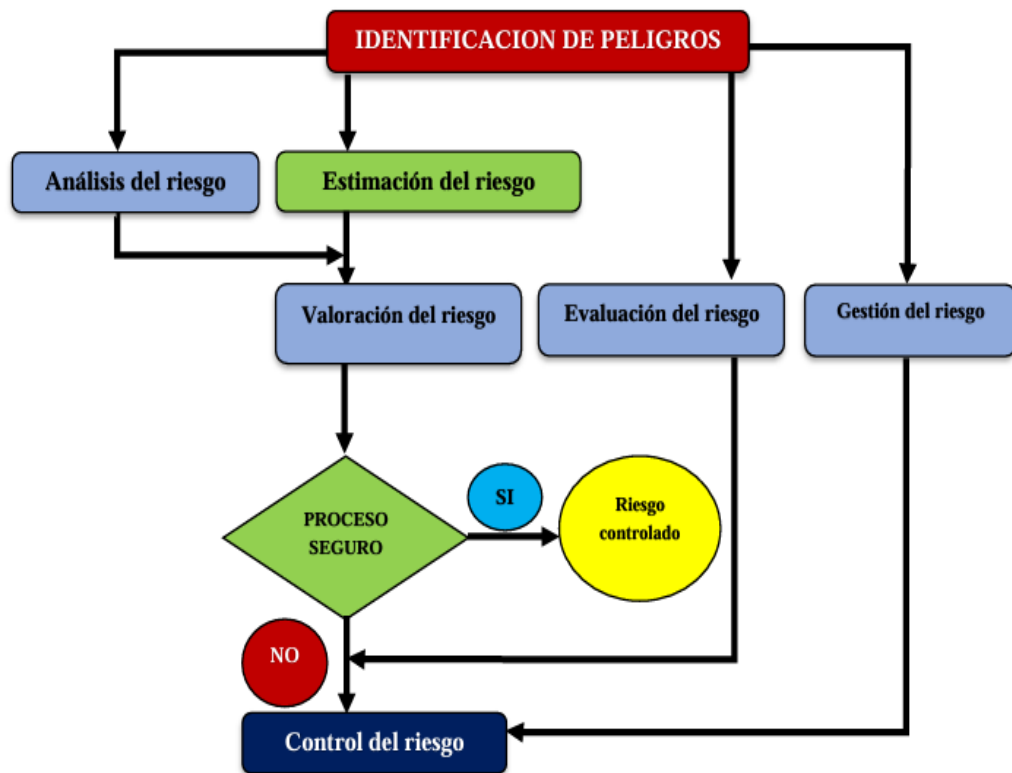 IDENTIFICACION DE PELIGROS
Análisis del riesgo
Estimación del riesgo
Valoración del riesgo
Evaluación del riesgo
Gestión del riesgo
PROCESO
SEGURO
SI
Riesgo
controlado
NO
Control del riesgo